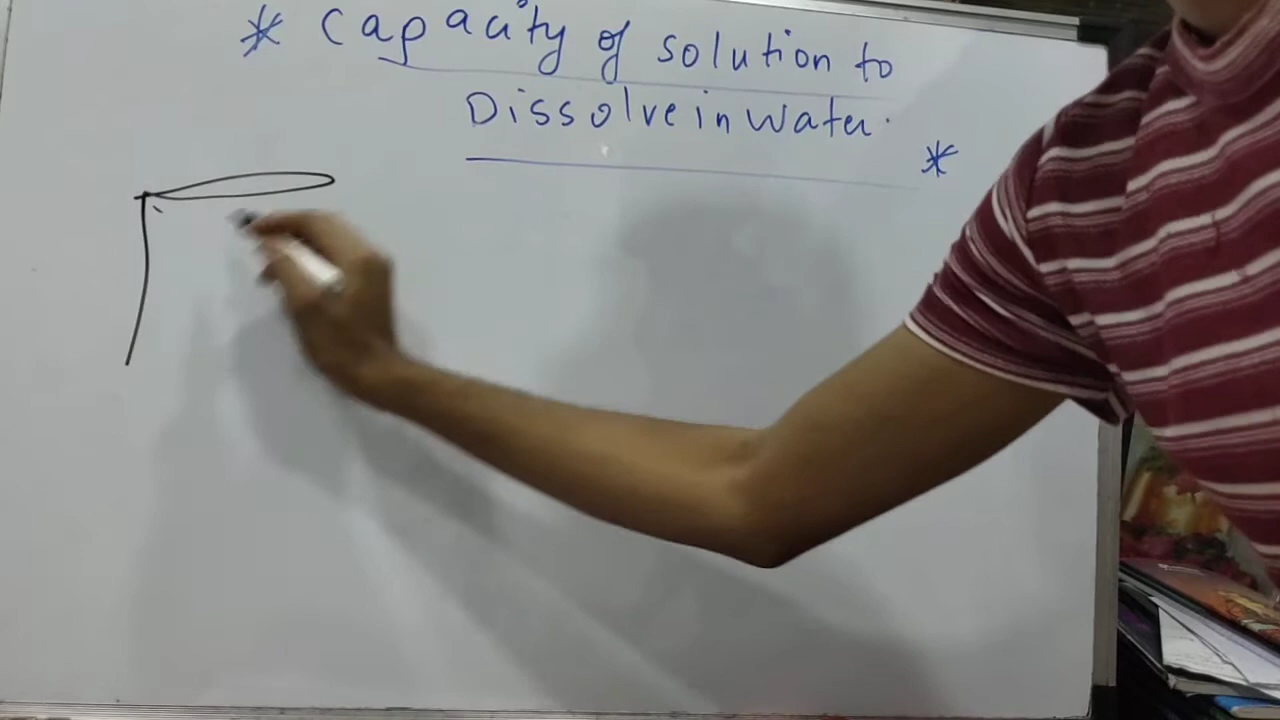 * Capacity of solution to
Dissolve in water. *